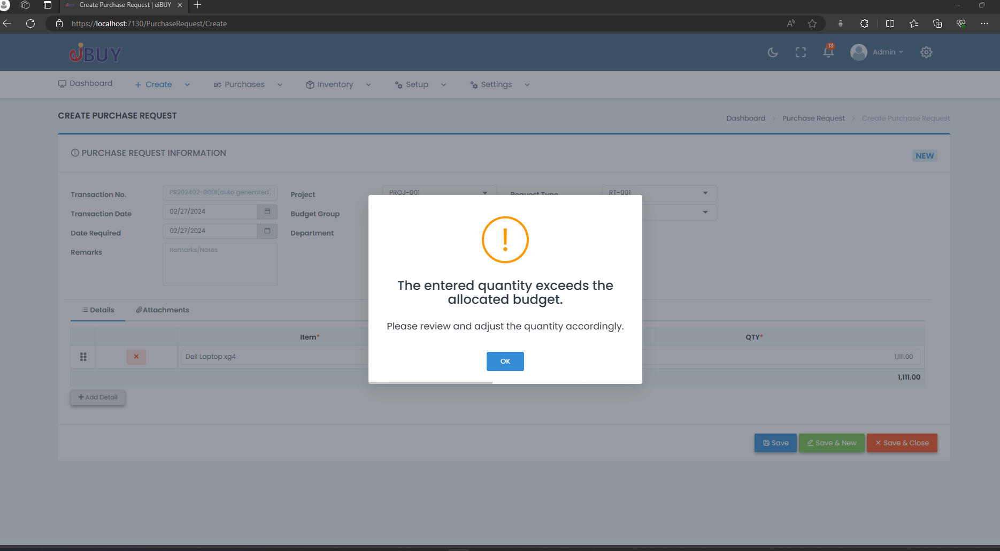 Create Purchase Request | eiBUY
https://localhost:7130/PurchaseRequest/Create
eiBUY
13
Admin
Dashboard
Create
Purchases
Inventory
Setup
Settings
CREATE PURCHASE REQUEST
Dashboard > Purchase Request > Create Purchase Request
PURCHASE REQUEST INFORMATION
NEW
Transaction No.
PR202402-0001(auto generated)
Project
PROJ-001
Request Type
RT-001
Transaction Date
02/27/2024
Budget Group
Date Required
02/27/2024
Department
Remarks
Remarks/Notes
The entered quantity exceeds the
allocated budget.
Please review and adjust the quantity accordingly.
OK
Details
Attachments
Item*
QTY*
Dell Laptop xg4
1,111.00
1,111.00
Add Detail
Save
Save & New
Save & Close